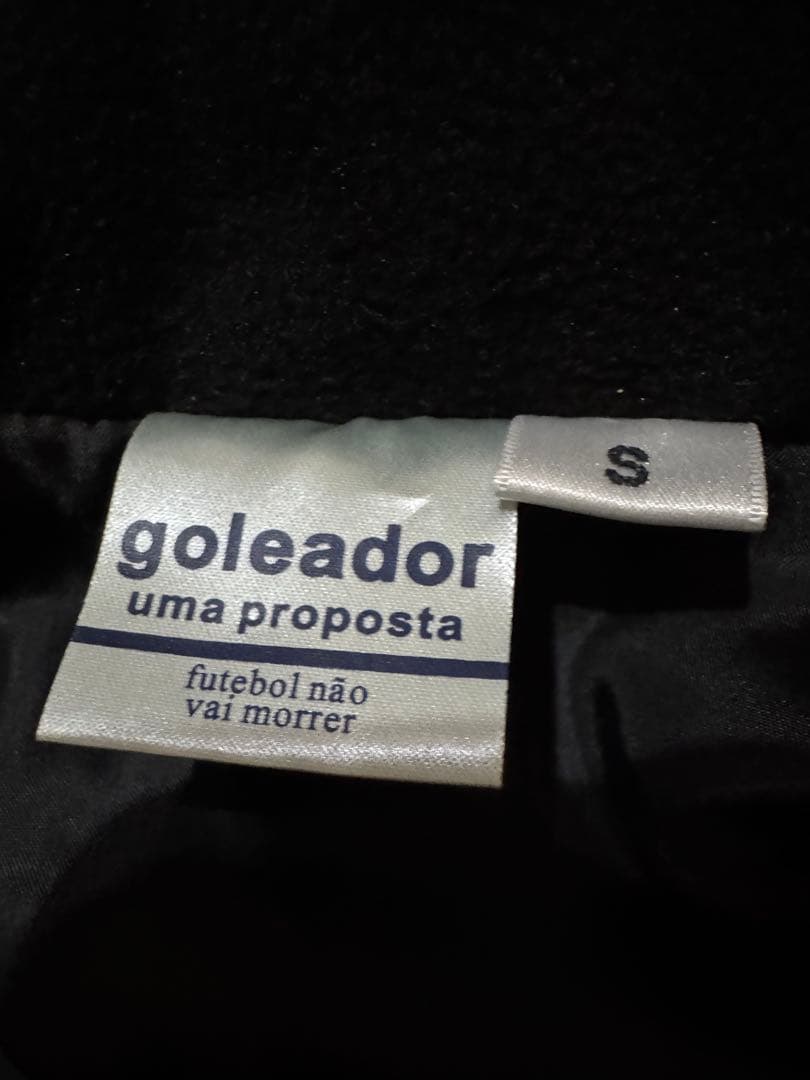 goleador
uma proposta
futebol não
vai morrer
S